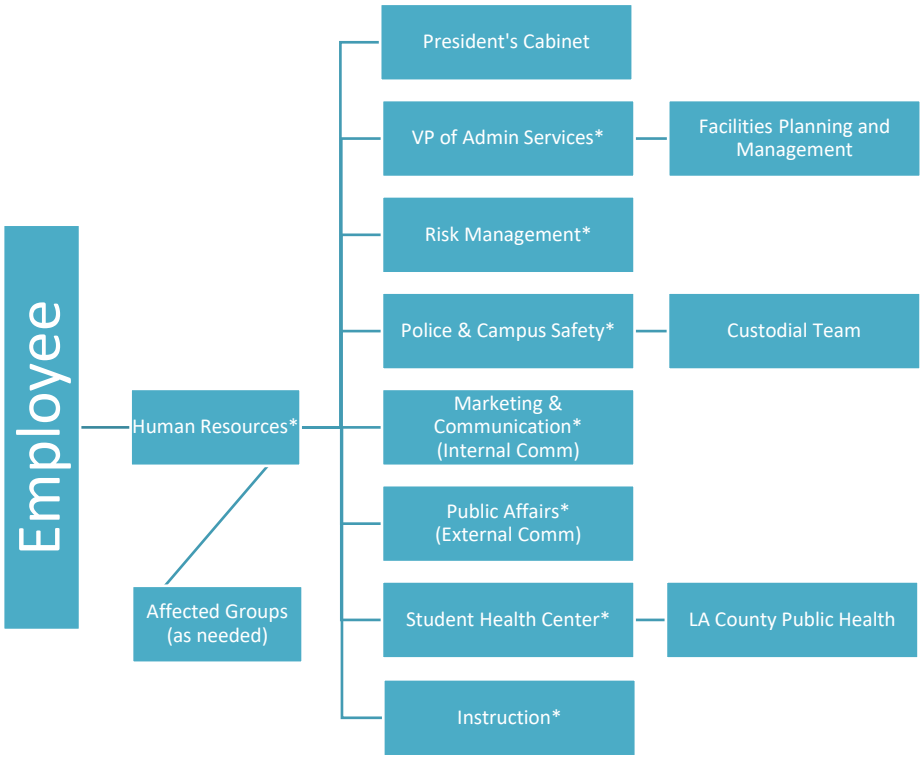 Employee
Human Resources*
Affected Groups
(as needed)
President's Cabinet
VP of Admin Services*
Facilities Planning and
Management
Risk Management*
Police & Campus Safety*
Custodial Team
Marketing &
Communication*
(Internal Comm)
Public Affairs*
(External Comm)
Student Health Center*
LA County Public Health
Instruction*